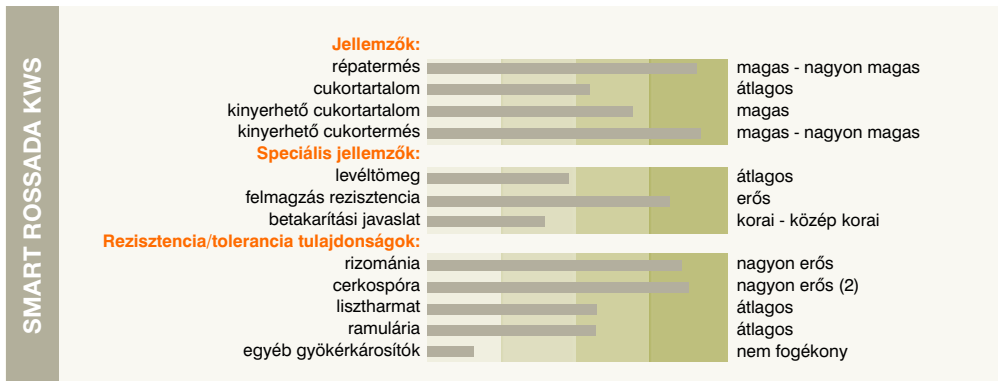 SMART ROSSADA KWS
Jellemzők:
répatermés magas - nagyon magas
cukortartalom átlagos
kinyerhető cukortartalom magas
kinyerhető cukortermés magas - nagyon magas
Speciális jellemzők:
levéltömeg átlagos
felmagzás rezisztencia erős
betakarítási javaslat korai - közép korai
Rezisztencia/tolerancia tulajdonságok:
rizománia nagyon erős
cerkospóra nagyon erős (2)
lisztharmat átlagos
ramulária átlagos
egyéb gyökérkárosítók nem fogékony